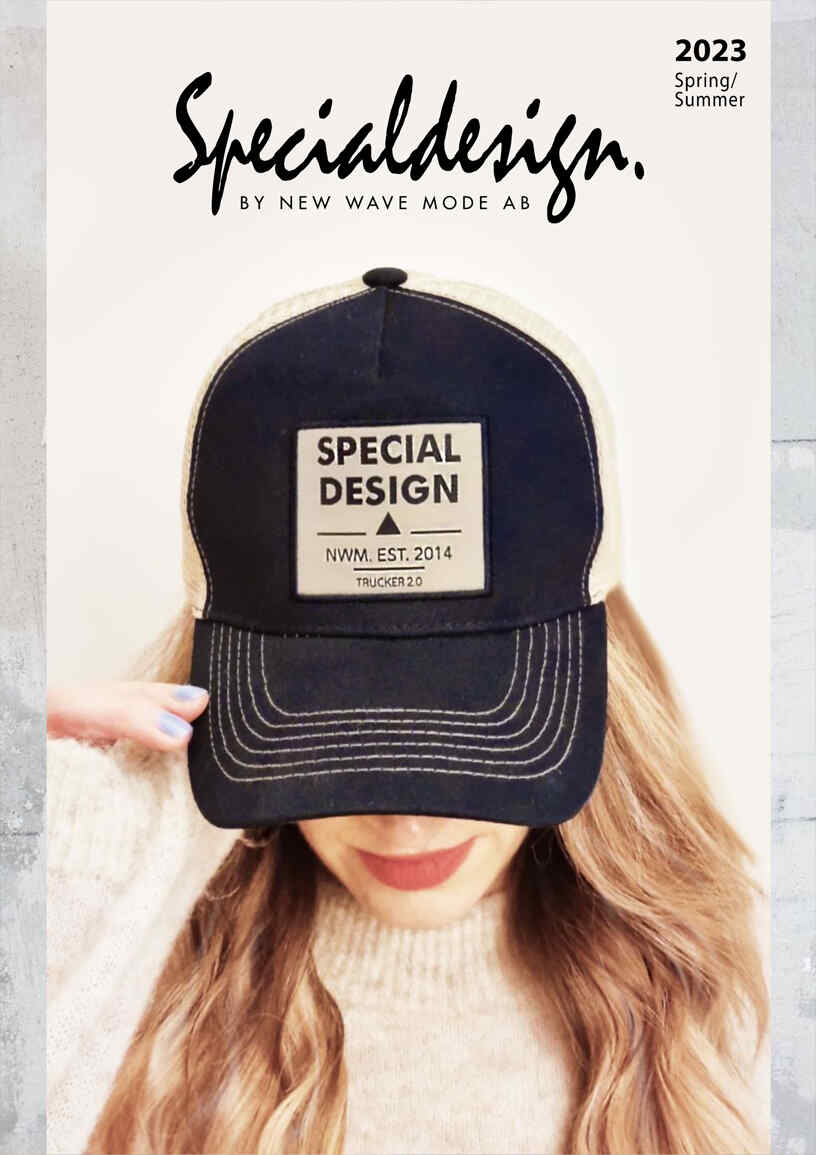 2023
Spring/
Summer
Specialdesign.
BY NEW WAVE MODE AB
SPECIAL
DESIGN
NWM. EST. 2014
TRUCKER 2.0